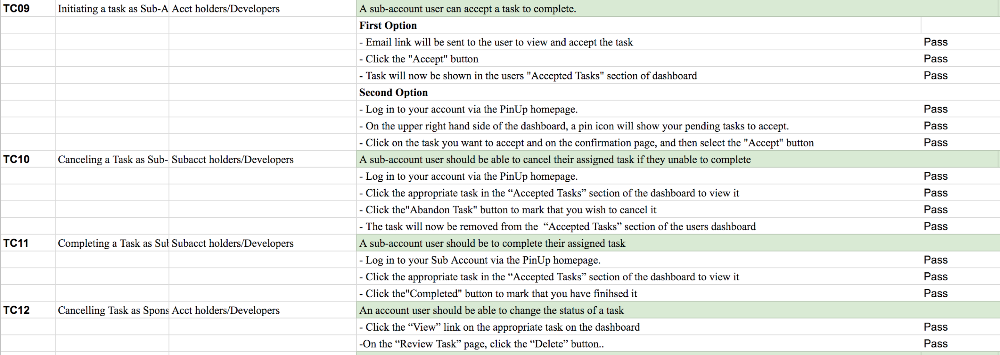 TC09 Initiating a task as Sub-A Acct holders/Developers A sub-account user can accept a task to complete.
First Option
- Email link will be sent to the user to view and accept the task Pass
- Click the "Accept" button Pass
- Task will now be shown in the users "Accepted Tasks" section of dashboard Pass
Second Option
- Log in to your account via the PinUp homepage. Pass
- On the upper right hand side of the dashboard, a pin icon will show your pending tasks to accept. Pass
- Click on the task you want to accept and on the confirmation page, and then select the "Accept" button Pass
TC10 Canceling a Task as Sub- Subacct holders/Developers A sub-account user should be able to cancel their assigned task if they unable to complete
- Log in to your account via the PinUp homepage. Pass
- Click the appropriate task in the “Accepted Tasks” section of the dashboard to view it Pass
- Click the"Abandon Task" button to mark that you wish to cancel it Pass
- The task will now be removed from the  “Accepted Tasks” section of the users dashboard Pass
TC11 Completing a Task as Sub Subacct holders/Developers A sub-account user should be to complete their assigned task
- Log in to your Sub Account via the PinUp homepage. Pass
- Click the appropriate task in the “Accepted Tasks” section of the dashboard to view it Pass
- Click the"Completed" button to mark that you have finihsed it Pass
TC12 Cancelling Task as Spons Acct holders/Developers An account user should be able to change the status of a task
- Click the “View” link on the appropriate task on the dashboard Pass
-On the “Review Task” page, click the “Delete” button.. Pass